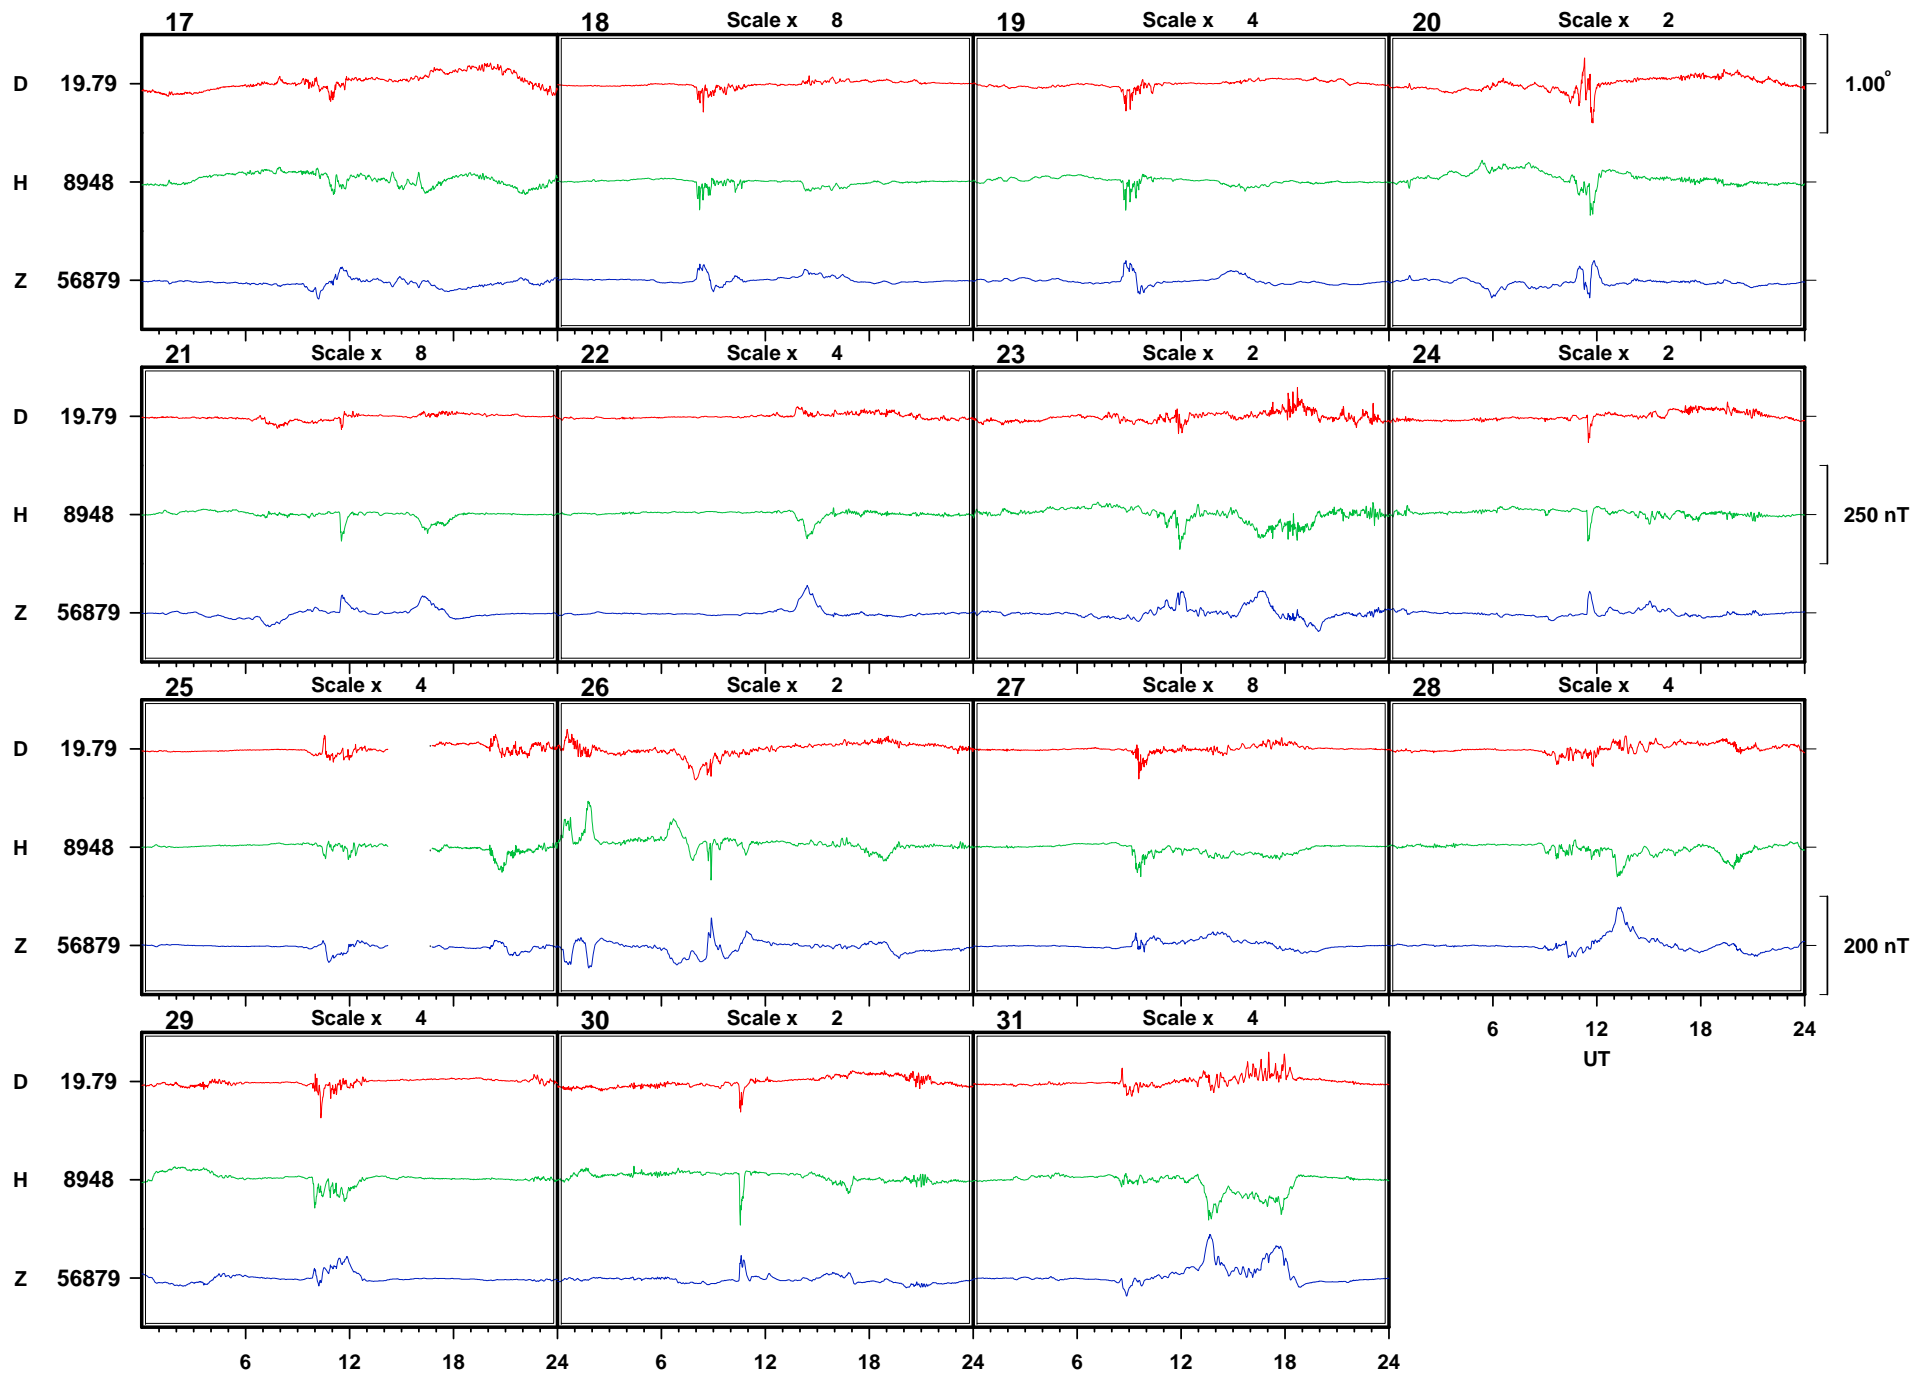 17 18 Scale x 8 19 Scale x 4 20 Scale x 2
D 19.79 1.00°
H 8948
Z 56879
21 Scale x 8 22 Scale x 4 23 Scale x 2 24 Scale x 2
D 19.79
H 8948 250 nT
Z 56879
25 Scale x 4 26 Scale x 2 27 Scale x 8 28 Scale x 4
D 19.79
H 8948
Z 56879 200 nT
29 Scale x 4 30 Scale x 2 31 Scale x 4
6 12 18 24
UT
D 19.79
H 8948
Z 56879
6 12 18 24 6 12 18 24 6 12 18 24